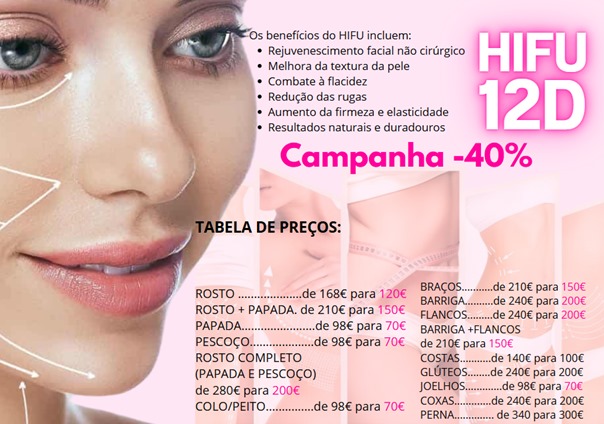 Os benefícios do HIFU incluem:
• Rejuvenescimento facial não cirúrgico
• Melhora da textura da pele
• Combate à flacidez
• Redução das rugas
• Aumento da firmeza e elasticidade
• Resultados naturais e duradouros
HIFU
12D
Campanha -40%
TABELA DE PREÇOS:
ROSTO ....................de 168€ para 120€
ROSTO + PAPADA. de 210€ para 150€
PAPADA.......................de 98€ para 70€
PESCOÇO....................de 98€ para 70€
ROSTO COMPLETO
(PAPADA E PESCOÇO)
de 280€ para 200€
COLO/PEITO...............de 98€ para 70€
BRAÇOS..........de 210€ para 150€
BARRIGA........de 240€ para 200€
FLANCOS........de 240€ para 200€
BARRIGA +FLANCOS
de 210€ para 150€
COSTAS..........de 140€ para 100€
GLÚTEOS........de 240€ para 200€
JOELHOS...........de 98€ para 70€
COXAS............de 240€ para 200€
PERNA............. de 340 para 300€